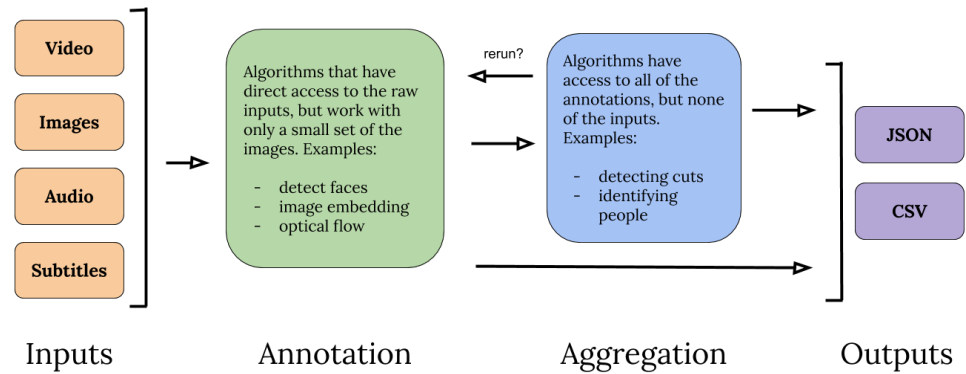 Video
Images
Audio
Subtitles
Algorithms that have
direct access to the raw
inputs, but work with
only a small set of the
images. Examples:
- detect faces
- image embedding
- optical flow
rerun?
Algorithms have
access to all of the
annotations, but none
of the inputs.
Examples:
- detecting cuts
- identifying
people
JSON
CSV
Inputs
Annotation
Aggregation
Outputs